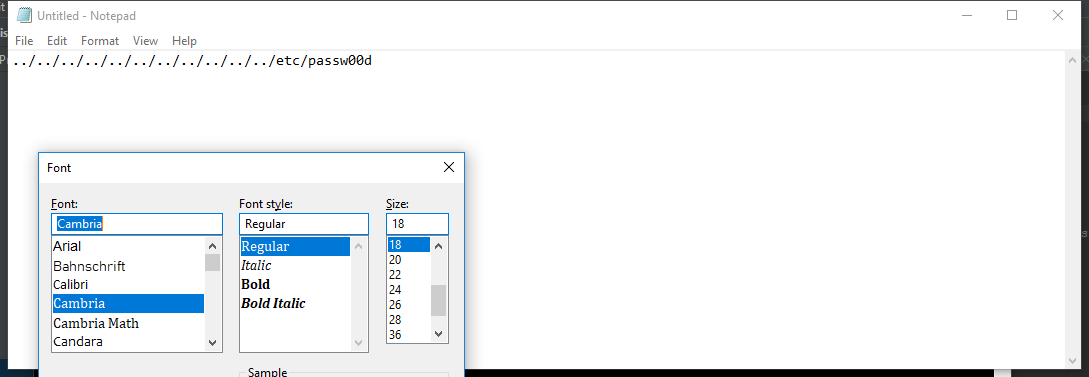 Untitled - Notepad
File Edit Format View Help
../../../../../../../../../../../etc/passw00d
Font
Font: Font style: Size:
Cambria Regular 18
Arial Regular 18
Bahnschrift Italic 20
Calibri Bold 22
Cambria Bold Italic 24
Cambria Math 26
Candara 28
36
Sample